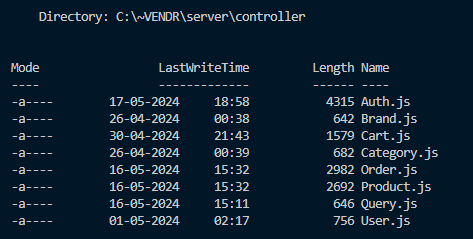 Directory: C:\~VENDR\server\controller
Mode LastWriteTime Length Name
---- ------------- ------ ----
-a---- 17-05-2024 18:58 4315 Auth.js
-a---- 26-04-2024 00:38 642 Brand.js
-a---- 30-04-2024 21:43 1579 Cart.js
-a---- 26-04-2024 00:39 682 Category.js
-a---- 16-05-2024 15:32 2982 Order.js
-a---- 16-05-2024 15:32 2692 Product.js
-a---- 16-05-2024 15:11 646 Query.js
-a---- 01-05-2024 02:17 756 User.js